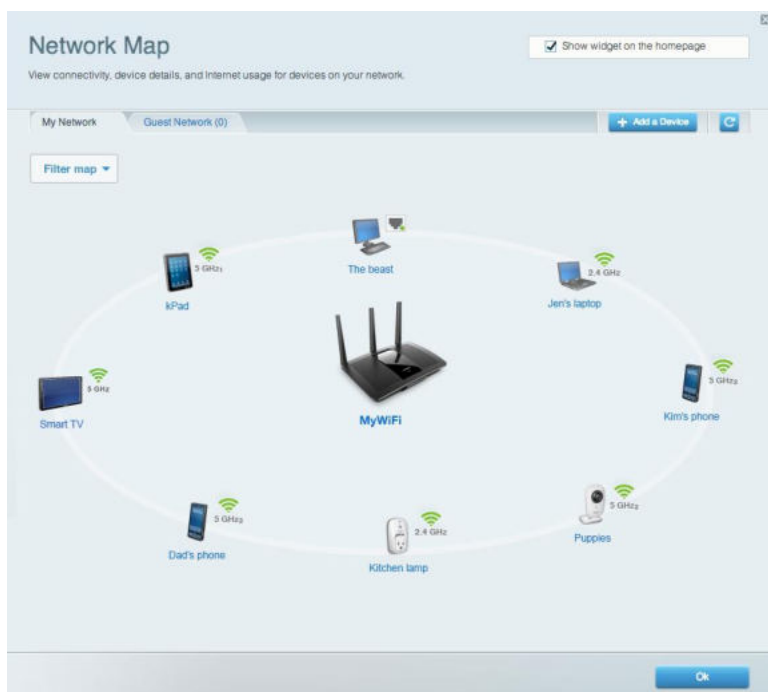 Network Map
Show widget on the homepage
View connectivity, device details, and Internet usage for devices on your network.
My Network
Guest Network (0)
Add a Device
Filter map
The beast
5 GHz
kPad
2.4 GHz
Jen's laptop
5 GHz
Smart TV
MyWiFi
5 GHz
Kim's phone
5 GHz
Dad's phone
2.4 GHz
Kitchen lamp
5 GHz
Puppies
Ok